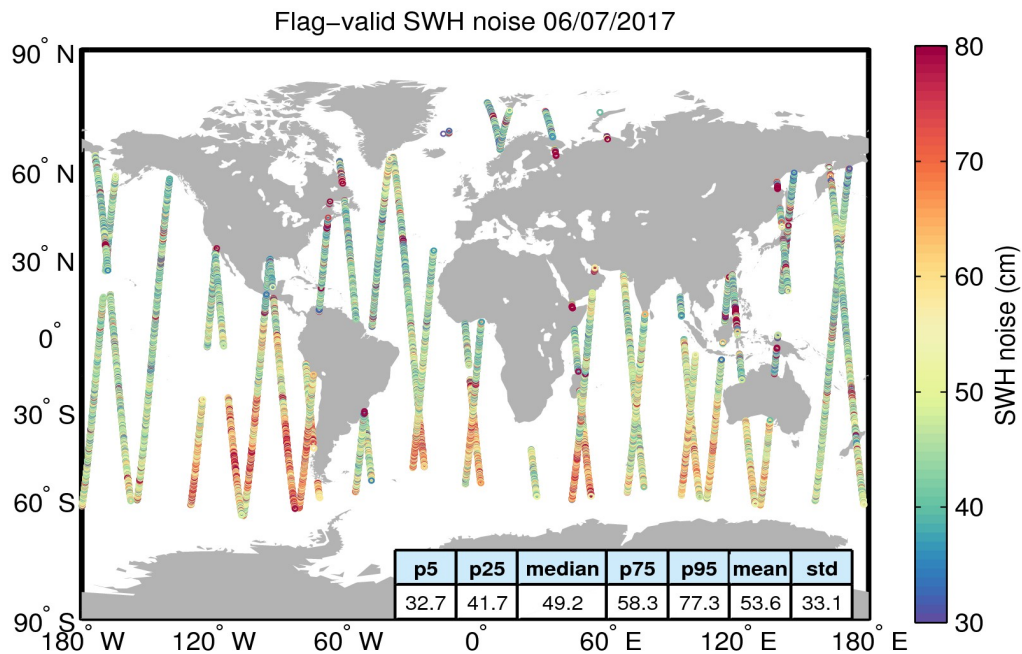 Flag−valid SWH noise 06/07/2017
90° N
60° N
30° N
0°
30° S
60° S
90° S
180° W
120° W
60° W
0°
60° E
120° E
180° E
80
70
60
50
40
30
SWH noise (cm)
p5 p25 median p75 p95 mean std
32.7 41.7 49.2 58.3 77.3 53.6 33.1